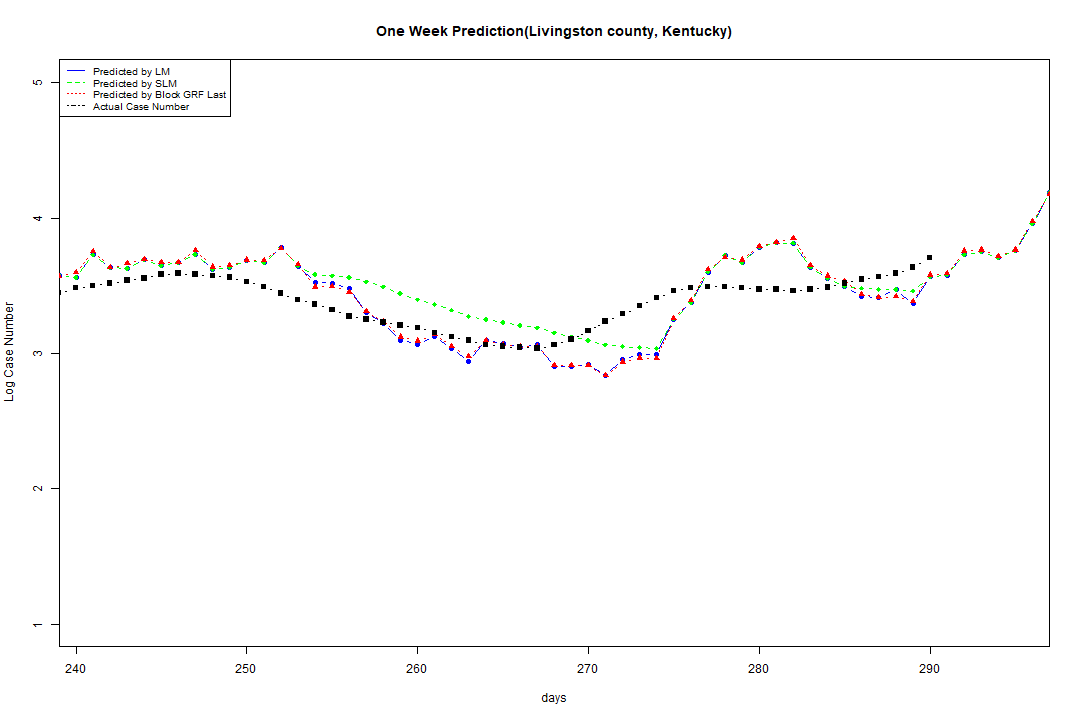 One Week Prediction(Livingston county, Kentucky)
Predicted by LM
Predicted by SLM
Predicted by Block GRF Last
Actual Case Number
5
4
3
2
1
Log Case Number
240 250 260 270 280 290
days